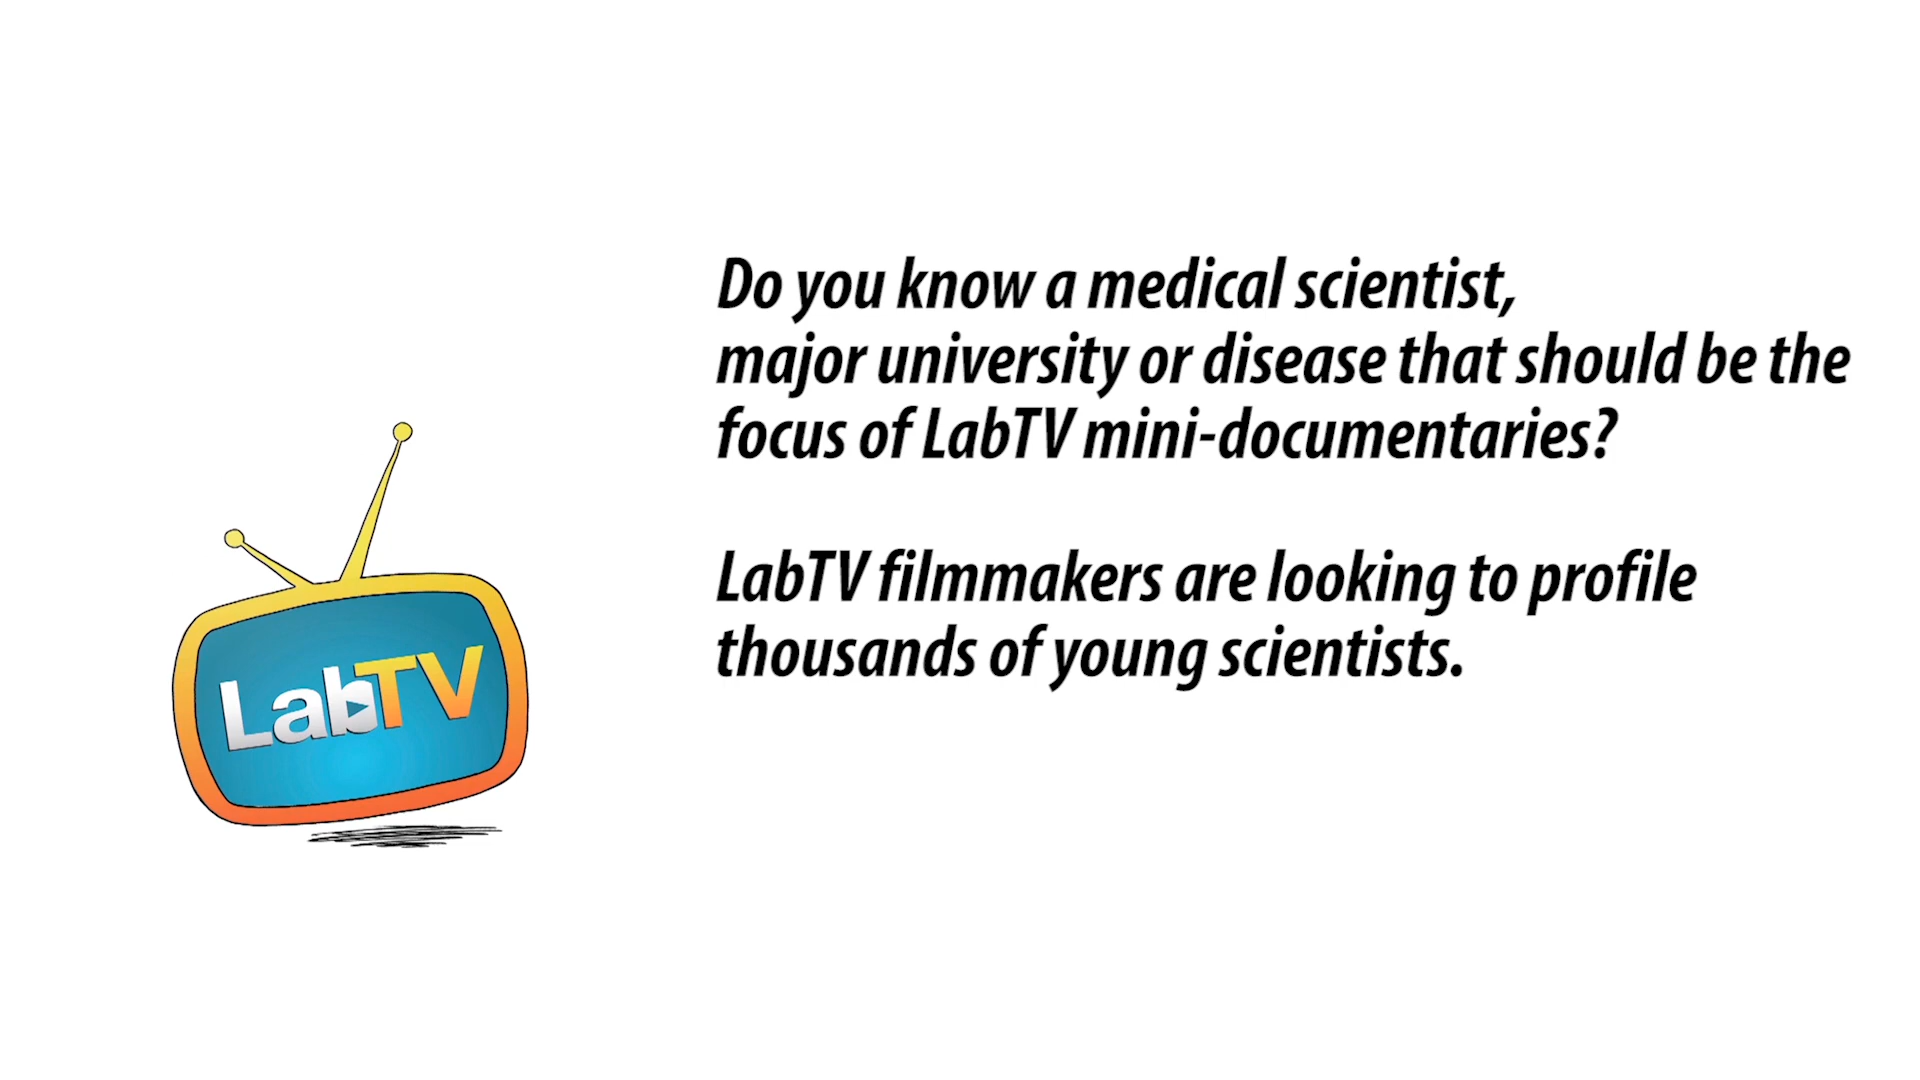 Do you know a medical scientist,
major university or disease that should be the
focus of LabTV mini-documentaries?
LabTV filmmakers are looking to profile
thousands of young scientists.
LabTV